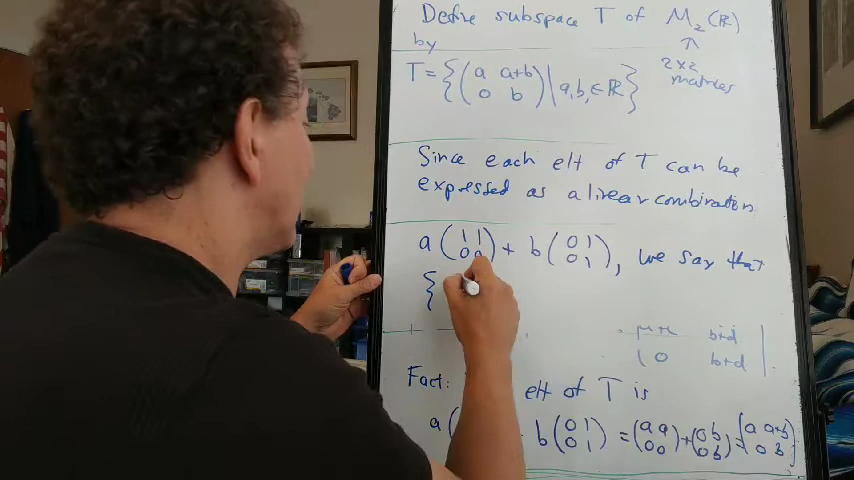 Define subspace T of M₂(ℝ)
by ↑
2x2
matrices
T = {(a a+b
0 b) | a, b, ∈ ℝ}
Since each elt of T can be
expressed as a linear combination
a (1 1
0 0) + b (0 1
0 1), we say that
{
b+d
1 0 b+d
Fact: elt of T is
a ( b (0 1
0 1) = (a a
0 0) + (0 b
0 b) = [a a+b
0 b]